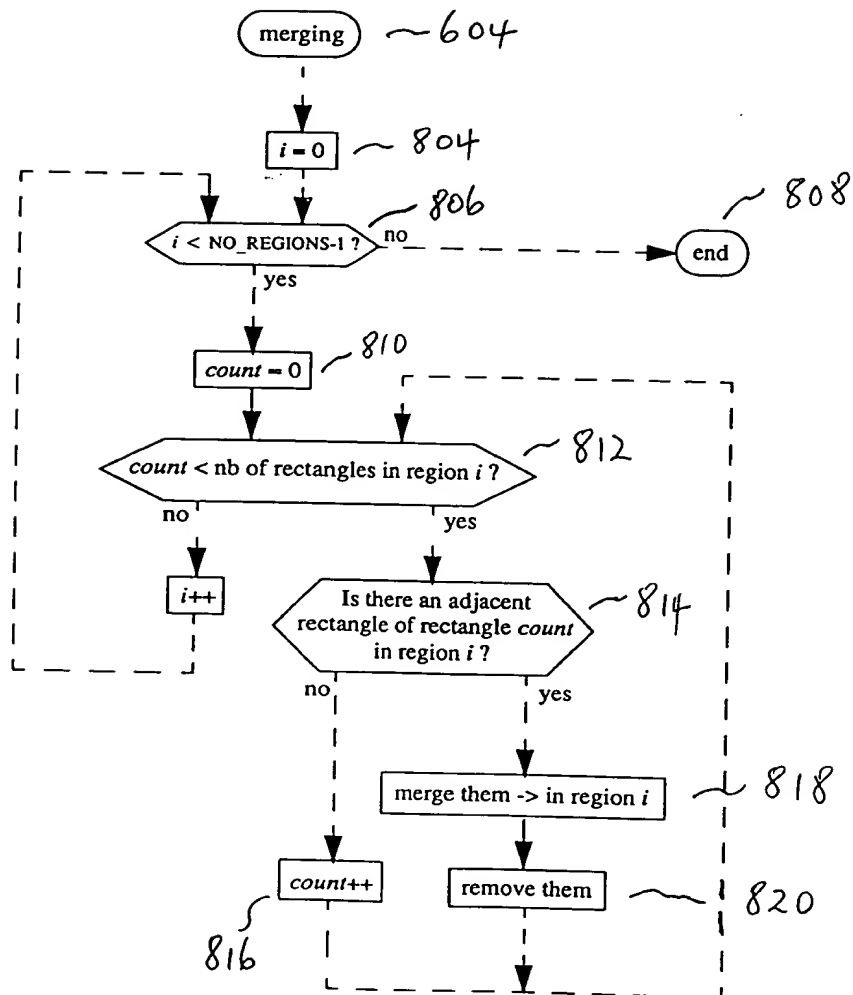 merging
604
i = 0
804
806
808
i < NO_REGIONS-1 ?
no
end
yes
810
count = 0
812
count < nb of rectangles in region i ?
no
yes
i++
814
Is there an adjacent
rectangle of rectangle count
in region i ?
no
yes
merge them -> in region i
818
count++
remove them
820
816